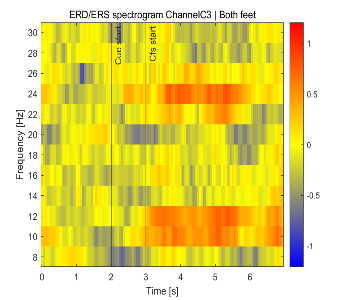 ERD/ERS spectrogram ChannelC3 | Both feet
Frequency [Hz]
30
28
26
24
22
20
18
16
14
12
10
8
Cue start
Cfs start
0 1 2 3 4 5 6
Time [s]
1
0.5
0
-0.5
-1